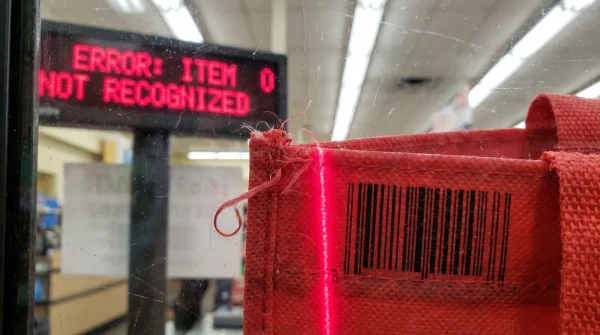 ERROR: ITEM 0
NOT RECOGNIZED